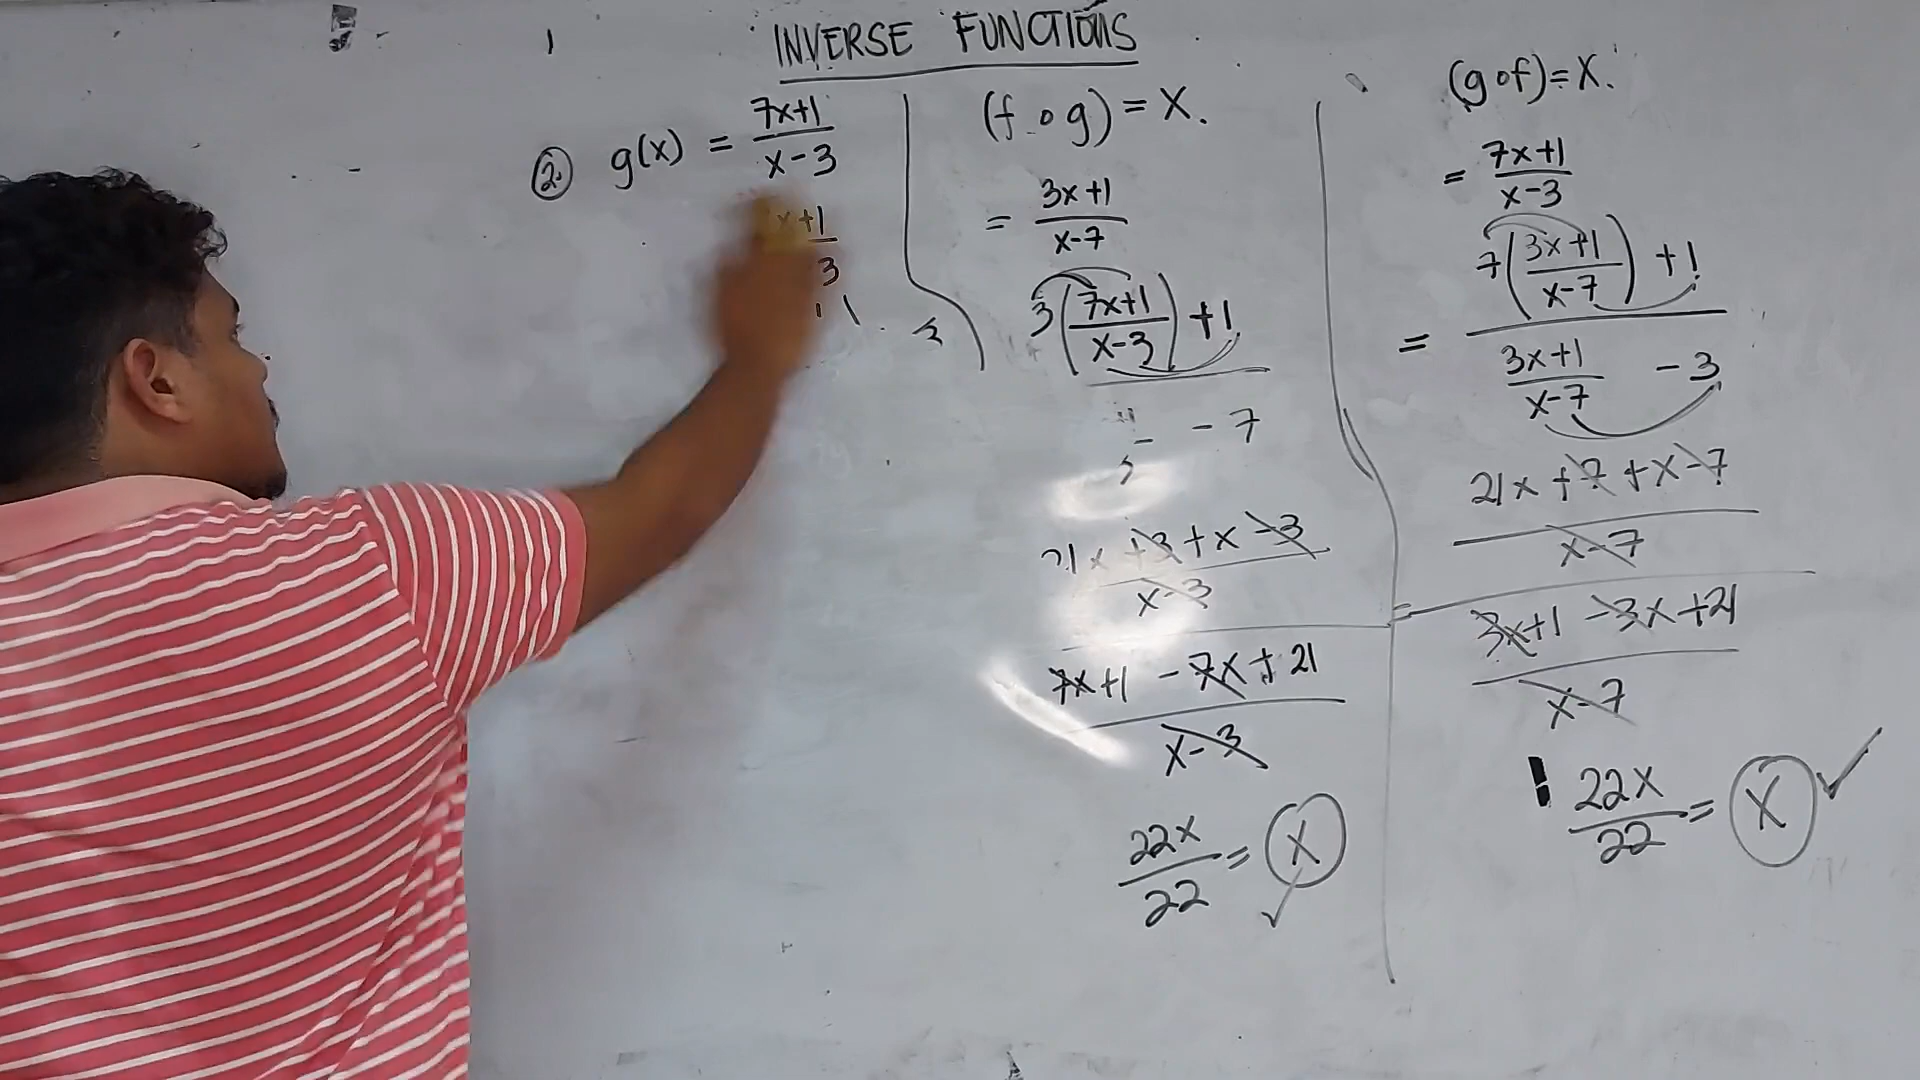 INVERSE FUNCTIONS
② g(x) = 7x+1
x-3
x+1
3
(f o g) = X.
= 3x+1
x-7
3(7x+1) + 1
x-3
- 7
21x +3 + x -3
x-3
7x+1 -7x + 21
x-3
22x = X ✓
22
(g o f) = X.
= 7x+1
x-3
7(3x+1) + 1
x-7
=
3x+1 - 3
x-7
21x +7 +x -7
x-7
=
3x+1 -3x +21
x-7
22x = X ✓
22